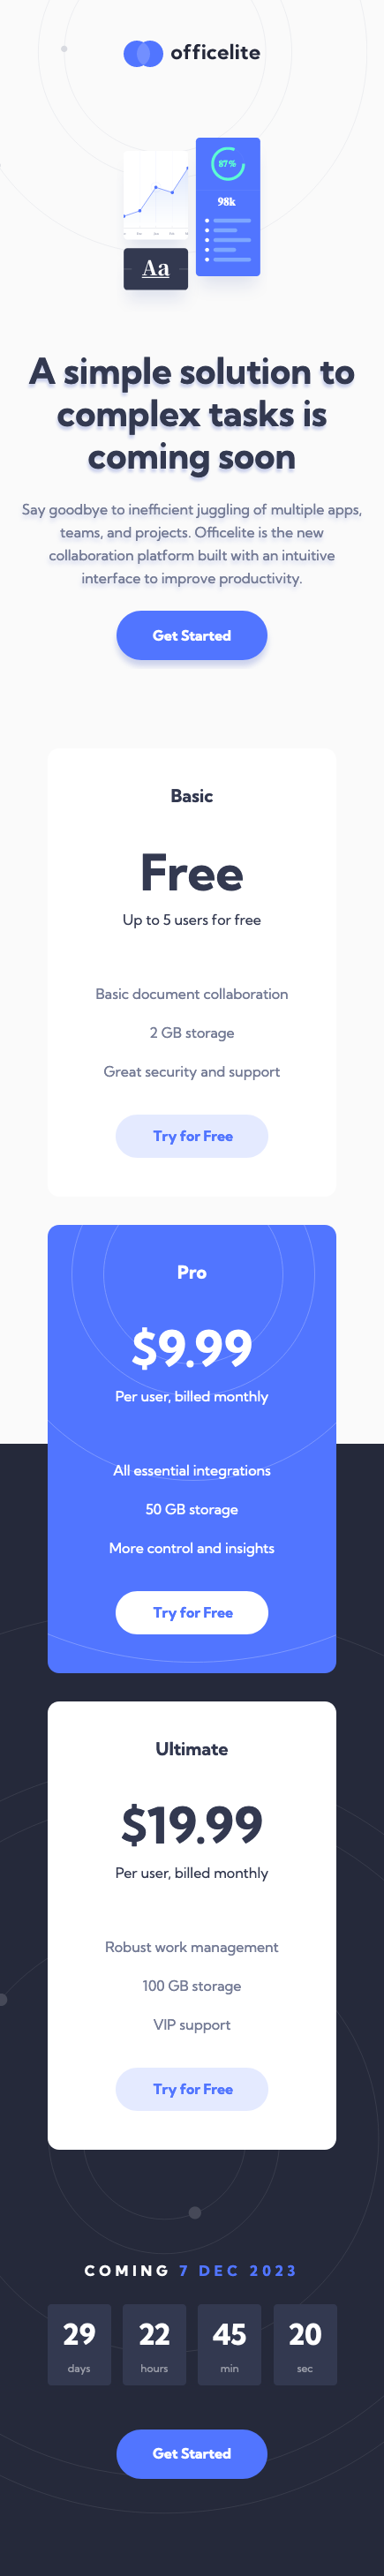 officelite
87%
98k
Aa
A simple solution to
complex tasks is
coming soon
Say goodbye to inefficient juggling of multiple apps,
teams, and projects. Officelite is the new
collaboration platform built with an intuitive
interface to improve productivity.
Get Started
Basic
Free
Up to 5 users for free
Basic document collaboration
2 GB storage
Great security and support
Try for Free
Pro
$9.99
Per user, billed monthly
All essential integrations
50 GB storage
More control and insights
Try for Free
Ultimate
$19.99
Per user, billed monthly
Robust work management
100 GB storage
VIP support
Try for Free
COMING 7 DEC 2023
29 22 45 20
days hours min sec
Get Started